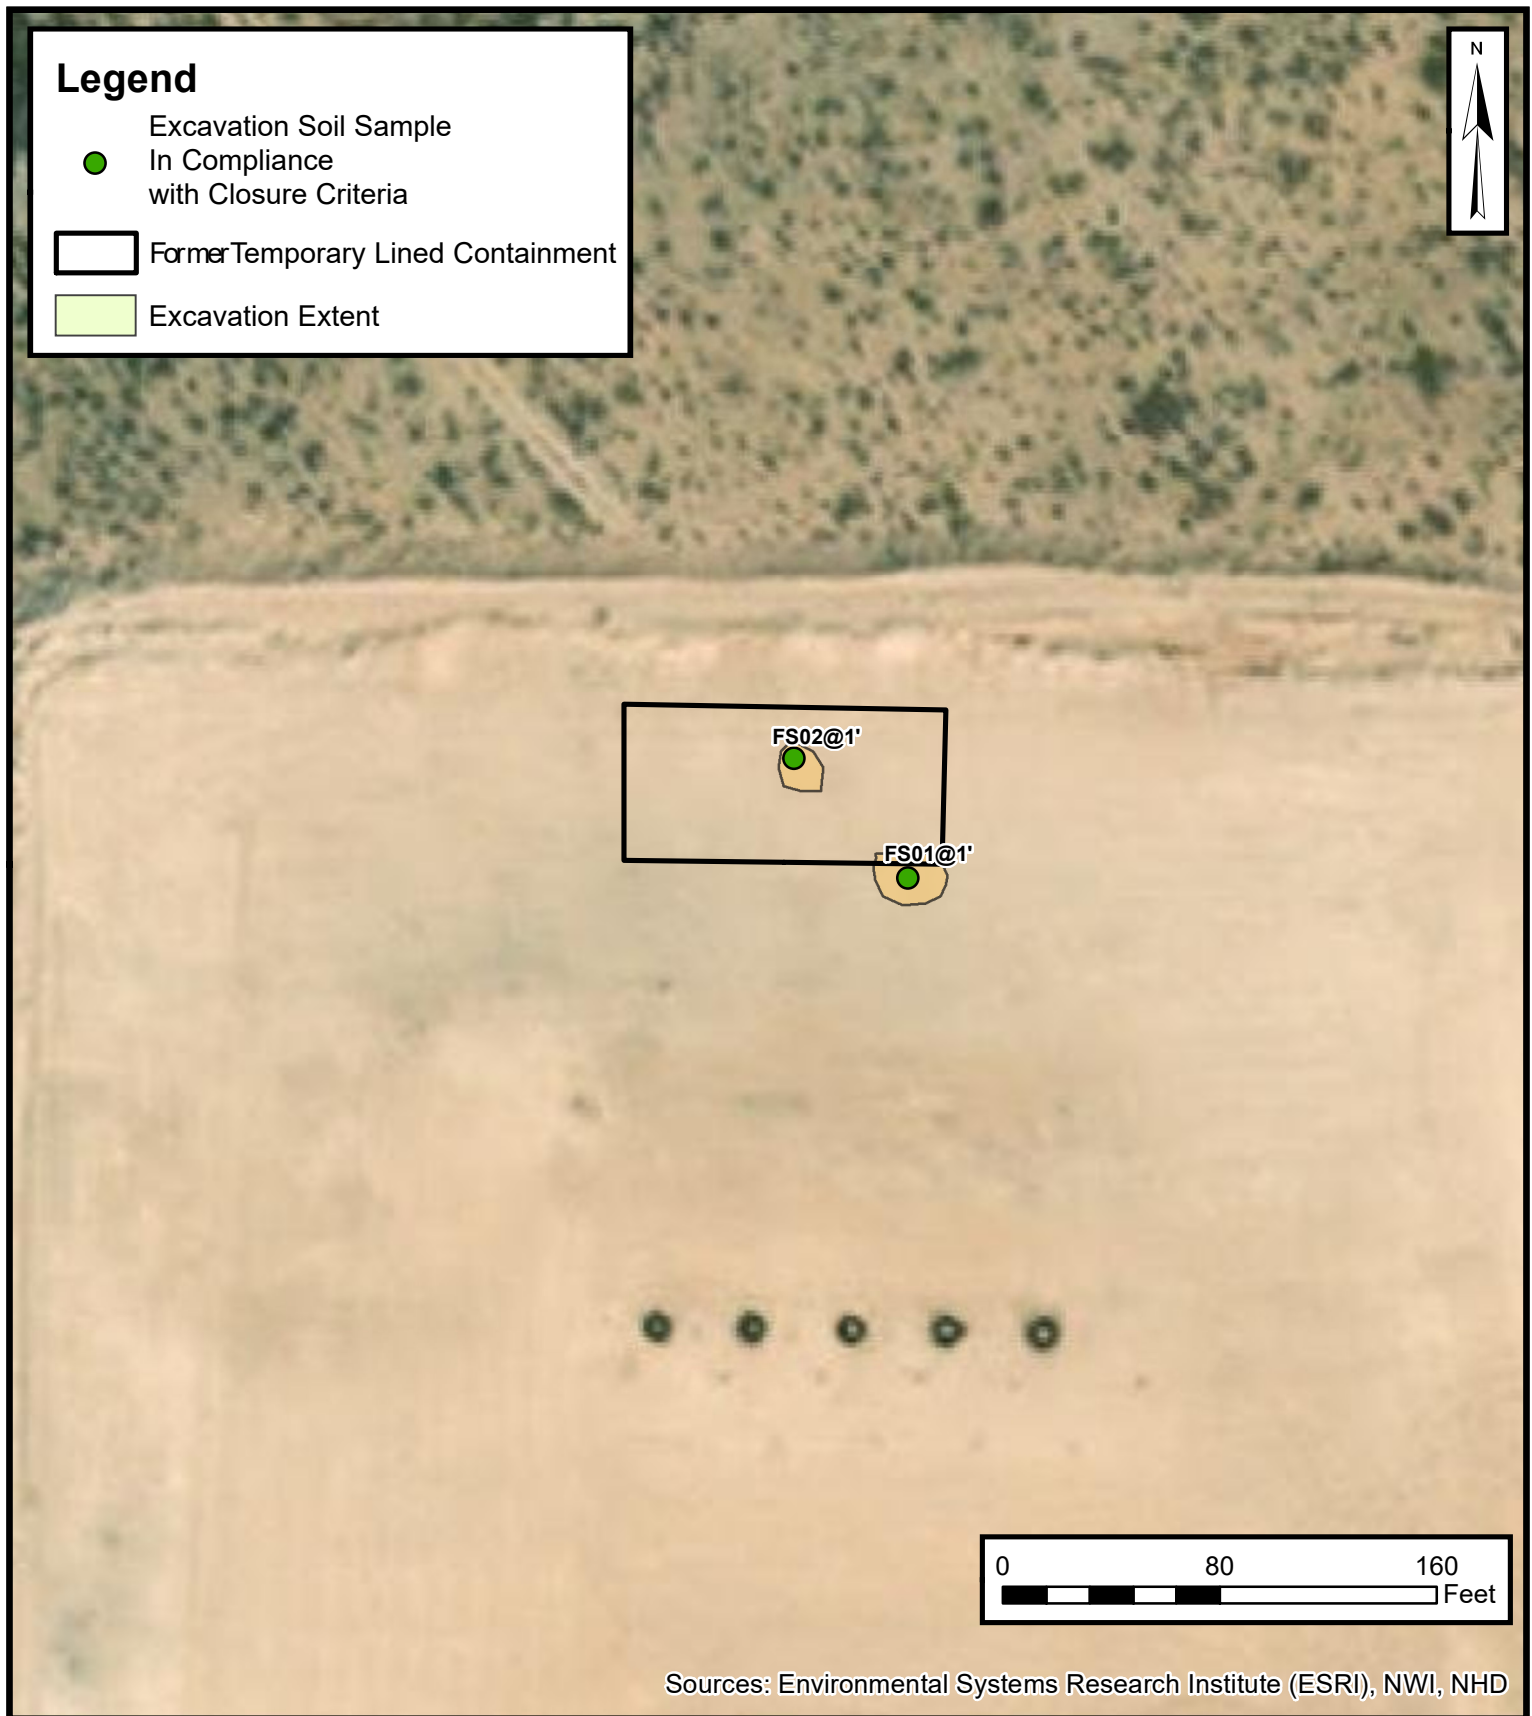 Legend
Excavation Soil Sample
In Compliance
with Closure Criteria
Former Temporary Lined Containment
Excavation Extent
N
FS02@1'
FS01@1'
0 80 160
Feet
Sources: Environmental Systems Research Institute (ESRI), NWI, NHD